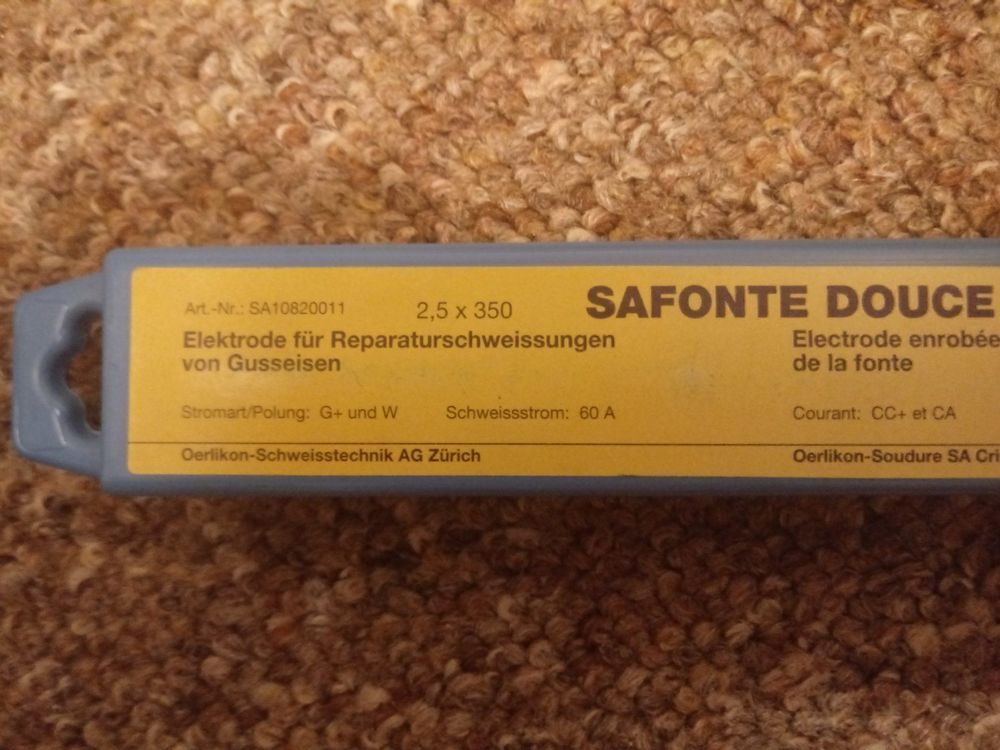 Art.-Nr.: SA10820011 2,5 x 350 SAFONTE DOUCE
Elektrode für Reparaturschweissungen
von Gusseisen
Stromart/Polung: G+ und W Schweissstrom: 60 A
Oerlikon-Schweisstechnik AG Zürich
Electrode enrobée
de la fonte
Courant: CC+ et CA
Oerlikon-Soudure SA Cri